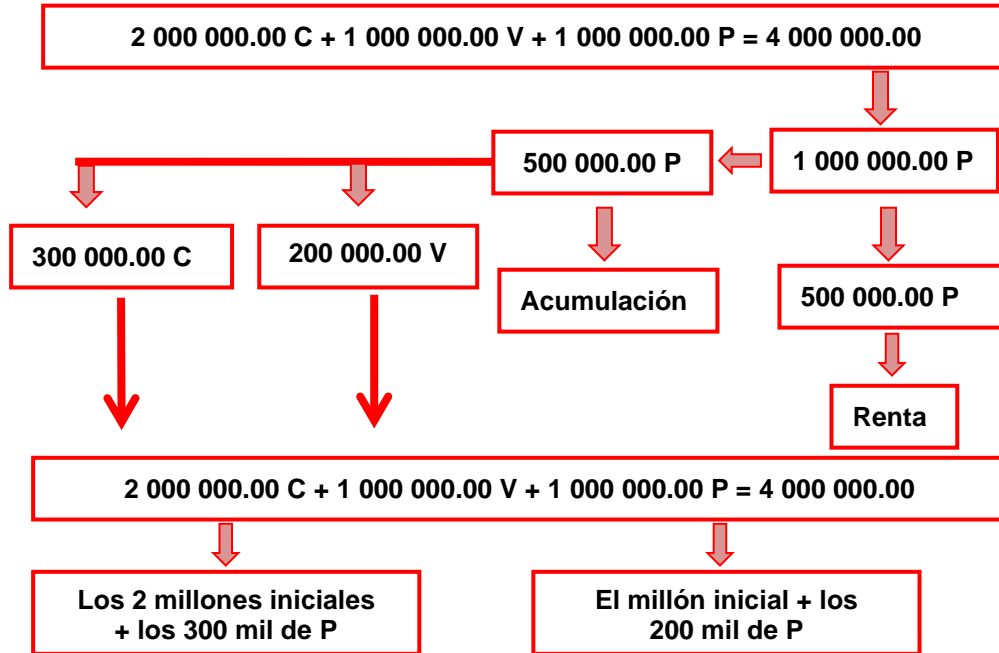 2 000 000.00 C + 1 000 000.00 V + 1 000 000.00 P = 4 000 000.00
500 000.00 P
1 000 000.00 P
300 000.00 C
200 000.00 V
Acumulación
500 000.00 P
Renta
2 000 000.00 C + 1 000 000.00 V + 1 000 000.00 P = 4 000 000.00
Los 2 millones iniciales
+ los 300 mil de P
El millón inicial + los
200 mil de P